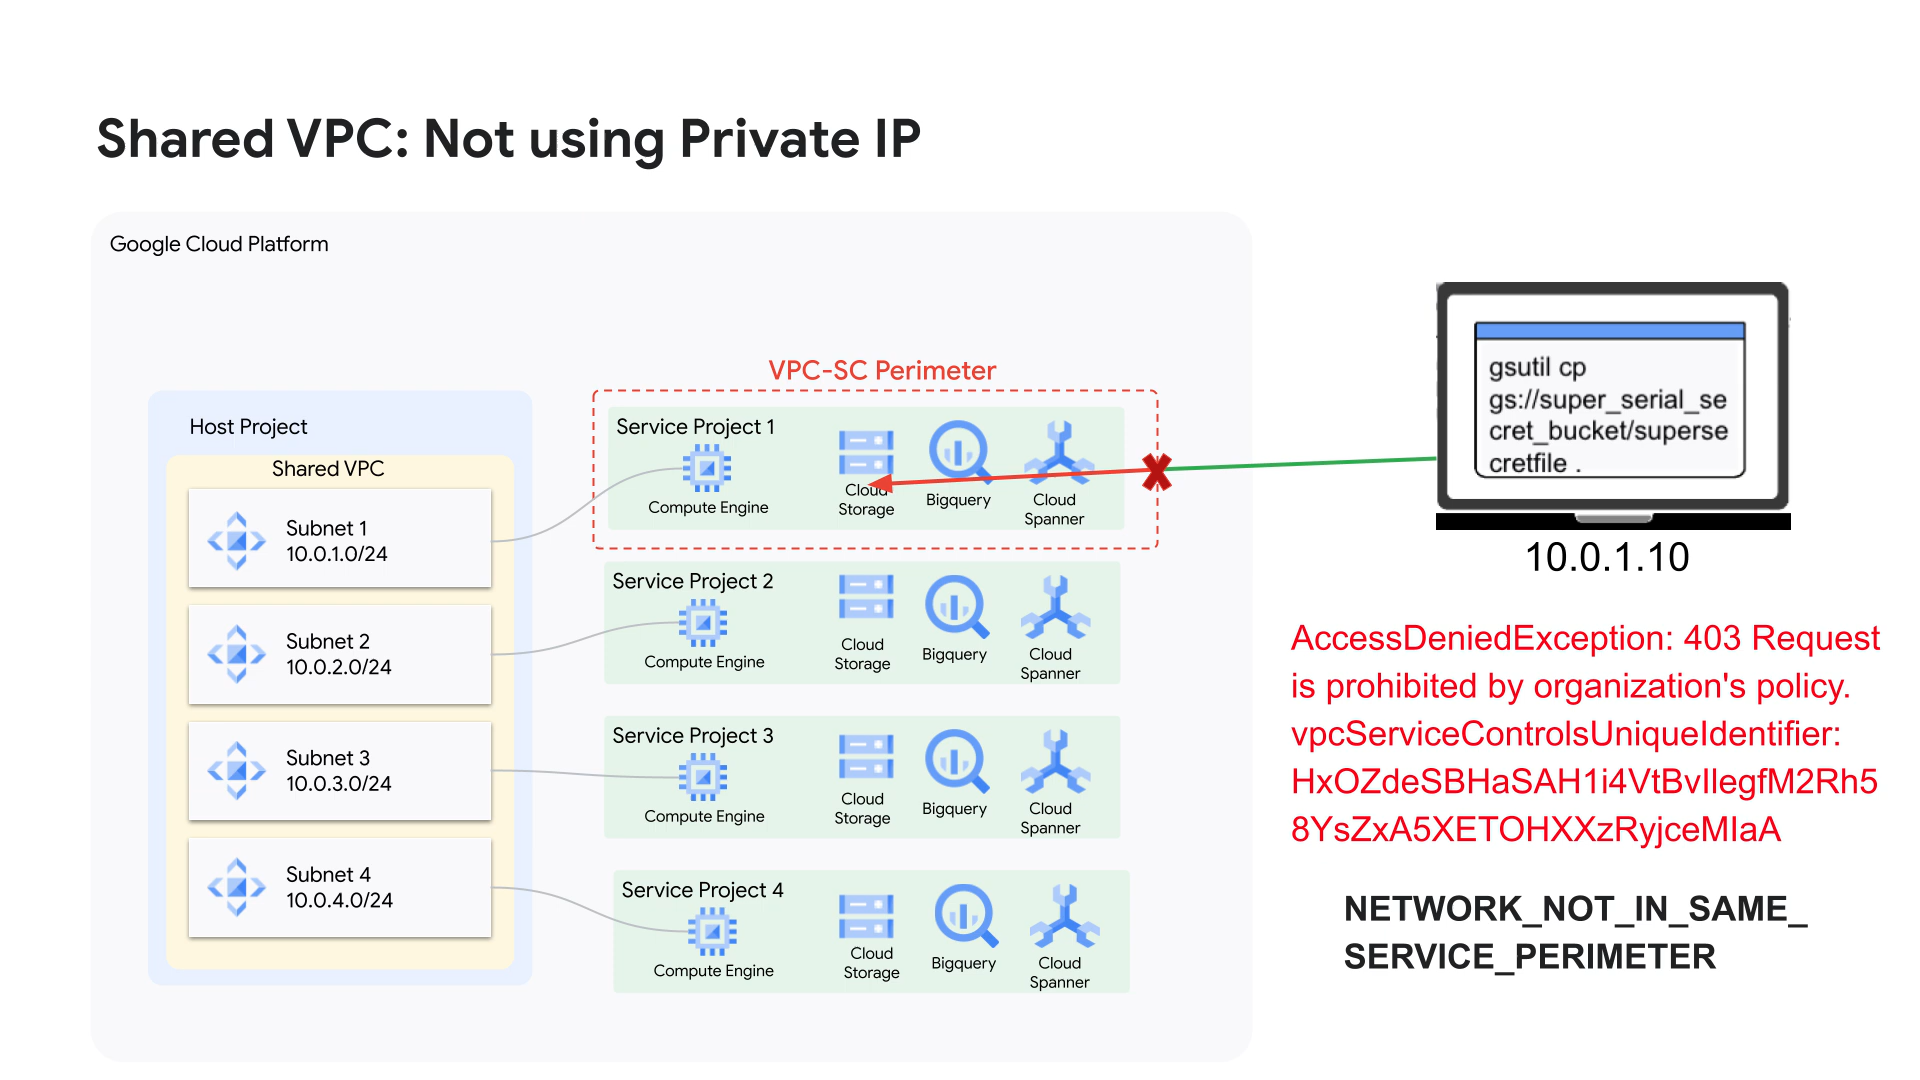 Shared VPC: Not using Private IP
Google Cloud Platform
VPC-SC Perimeter
Host Project
Shared VPC
Subnet 1
10.0.1.0/24
Subnet 2
10.0.2.0/24
Subnet 3
10.0.3.0/24
Subnet 4
10.0.4.0/24
Service Project 1
Compute Engine
Cloud
Storage
Bigquery
Cloud
Spanner
Service Project 2
Compute Engine
Cloud
Storage
Bigquery
Cloud
Spanner
Service Project 3
Compute Engine
Cloud
Storage
Bigquery
Cloud
Spanner
Service Project 4
Compute Engine
Cloud
Storage
Bigquery
Cloud
Spanner
gsutil cp
gs://super_serial_se
cret_bucket/superse
cretfile .
10.0.1.10
AccessDeniedException: 403 Request
is prohibited by organization's policy.
vpcServiceControlsUniqueIdentifier:
HxOZdeSBHaSAH1i4VtBvIlegfM2Rh5
8YsZxA5XETOHXXzRyjceMIaA
NETWORK_NOT_IN_SAME_
SERVICE_PERIMETER